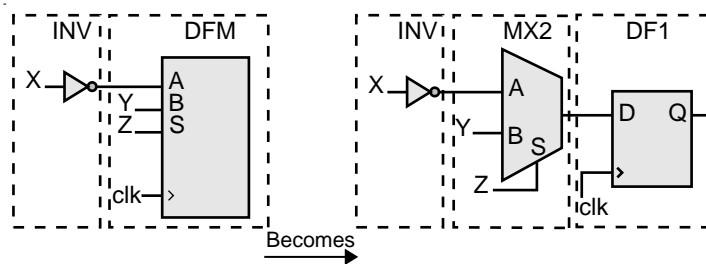 INV DFM INV MX2 DF1
X A X A
Y B Y B D Q
Z S S
Z
clk clk
Becomes